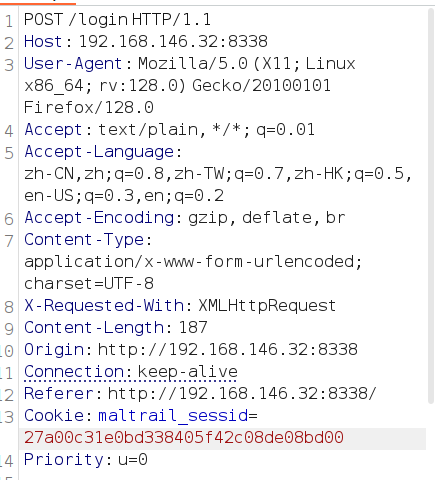 1 POST /login HTTP/1.1
2 Host: 192.168.146.32:8338
3 User-Agent: Mozilla/5.0 (X11; Linux
x86_64; rv:128.0) Gecko/20100101
Firefox/128.0
4 Accept: text/plain, */*; q=0.01
5 Accept-Language:
zh-CN,zh;q=0.8,zh-TW;q=0.7,zh-HK;q=0.5,
en-US;q=0.3,en;q=0.2
6 Accept-Encoding: gzip, deflate, br
7 Content-Type:
application/x-www-form-urlencoded;
charset=UTF-8
8 X-Requested-With: XMLHttpRequest
9 Content-Length: 187
10 Origin: http://192.168.146.32:8338
11 Connection: keep-alive
12 Referer: http://192.168.146.32:8338/
13 Cookie: maltrail_sessid=
27a00c31e0bd338405f42c08de08bd00
14 Priority: u=0